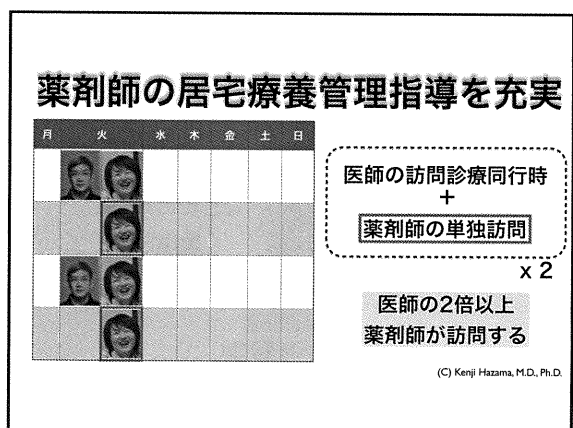 薬剤師の居宅療養管理指導を充実
月 火 水 木 金 土 日
医師の訪問診療同行時
+
薬剤師の単独訪問
x 2
医師の2倍以上
薬剤師が訪問する
(C) Kenji Hazama, M.D., Ph.D.